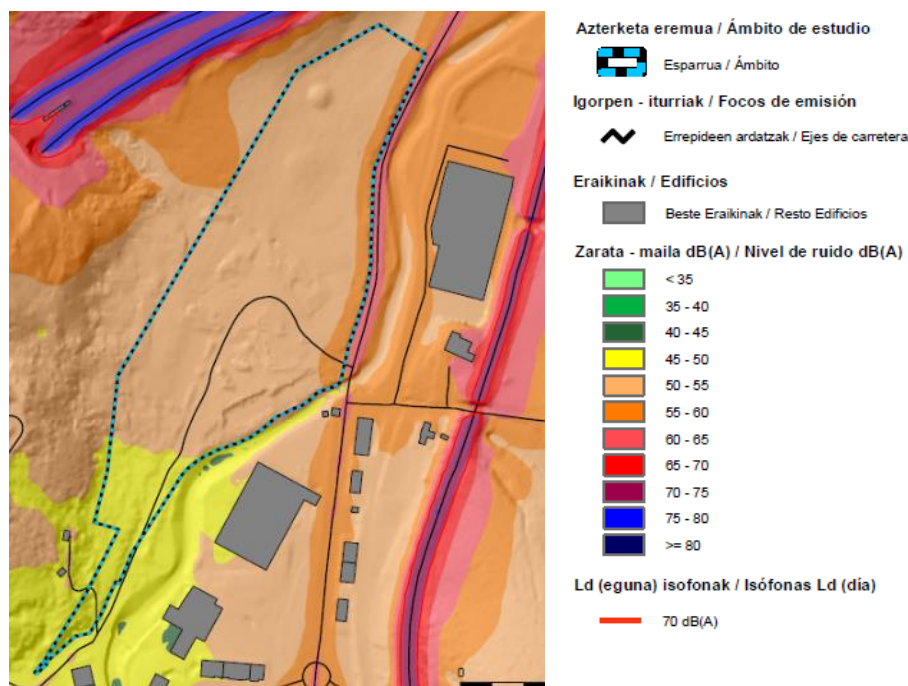 Azterketa eremua / Ámbito de estudio
Esparrua / Ámbito
Igorpen - iturriak / Focos de emisión
Errepideen ardatzak / Ejes de carretera
Eraikinak / Edificios
Beste Eraikinak / Resto Edificios
Zarata - maila dB(A) / Nivel de ruido dB(A)
< 35
35 - 40
40 - 45
45 - 50
50 - 55
55 - 60
60 - 65
65 - 70
70 - 75
75 - 80
>= 80
Ld (eguna) isofonak / Isófonas Ld (día)
70 dB(A)
0